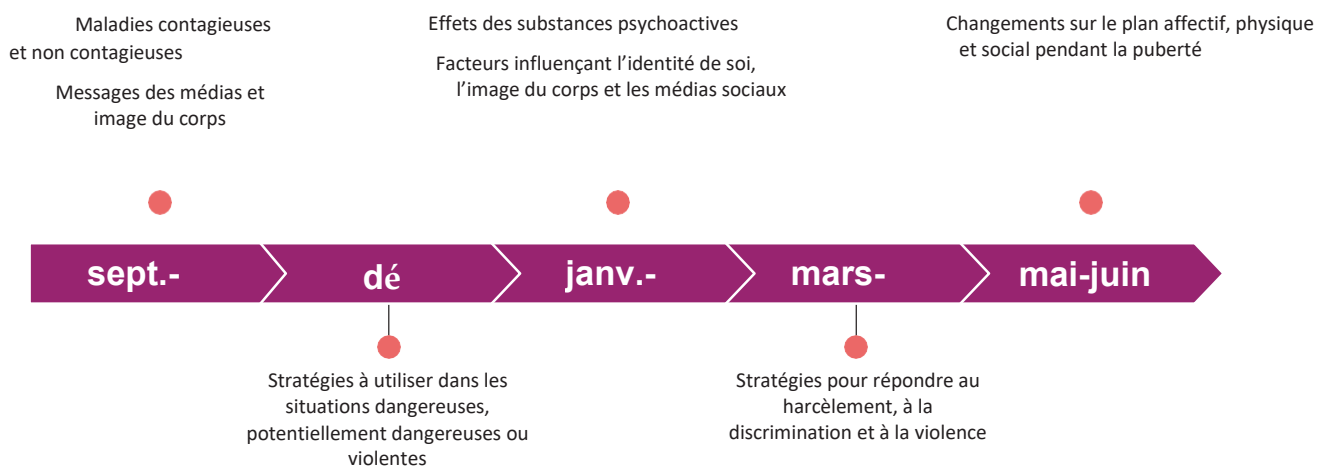 Maladies contagieuses
et non contagieuses
Messages des médias et
image du corps
Effets des substances psychoactives
Facteurs influençant l'identité de soi,
l'image du corps et les médias sociaux
Changements sur le plan affectif, physique
et social pendant la puberté
sept.-
dé
janv.-
mars-
mai-juin
Stratégies à utiliser dans les
situations dangereuses,
potentiellement dangereuses ou
violentes
Stratégies pour répondre au
harcèlement, à la
discrimination et à la violence